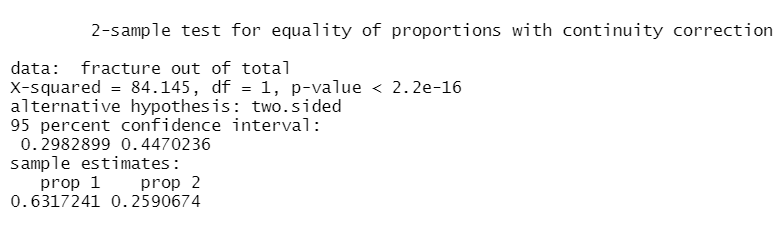 2-sample test for equality of proportions with continuity correction
data:  fracture out of total
X-squared = 84.145, df = 1, p-value < 2.2e-16
alternative hypothesis: two.sided
95 percent confidence interval:
 0.2982899 0.4470236
sample estimates:
   prop 1    prop 2
0.6317241 0.2590674